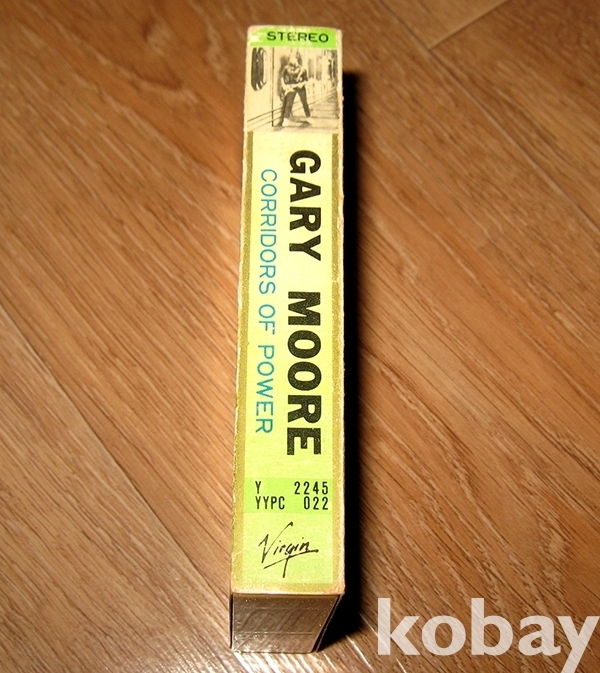 STEREO
GARY MOORE
CORRIDORS OF POWER
Y 2245
YYPC 022
Virgin
kobay